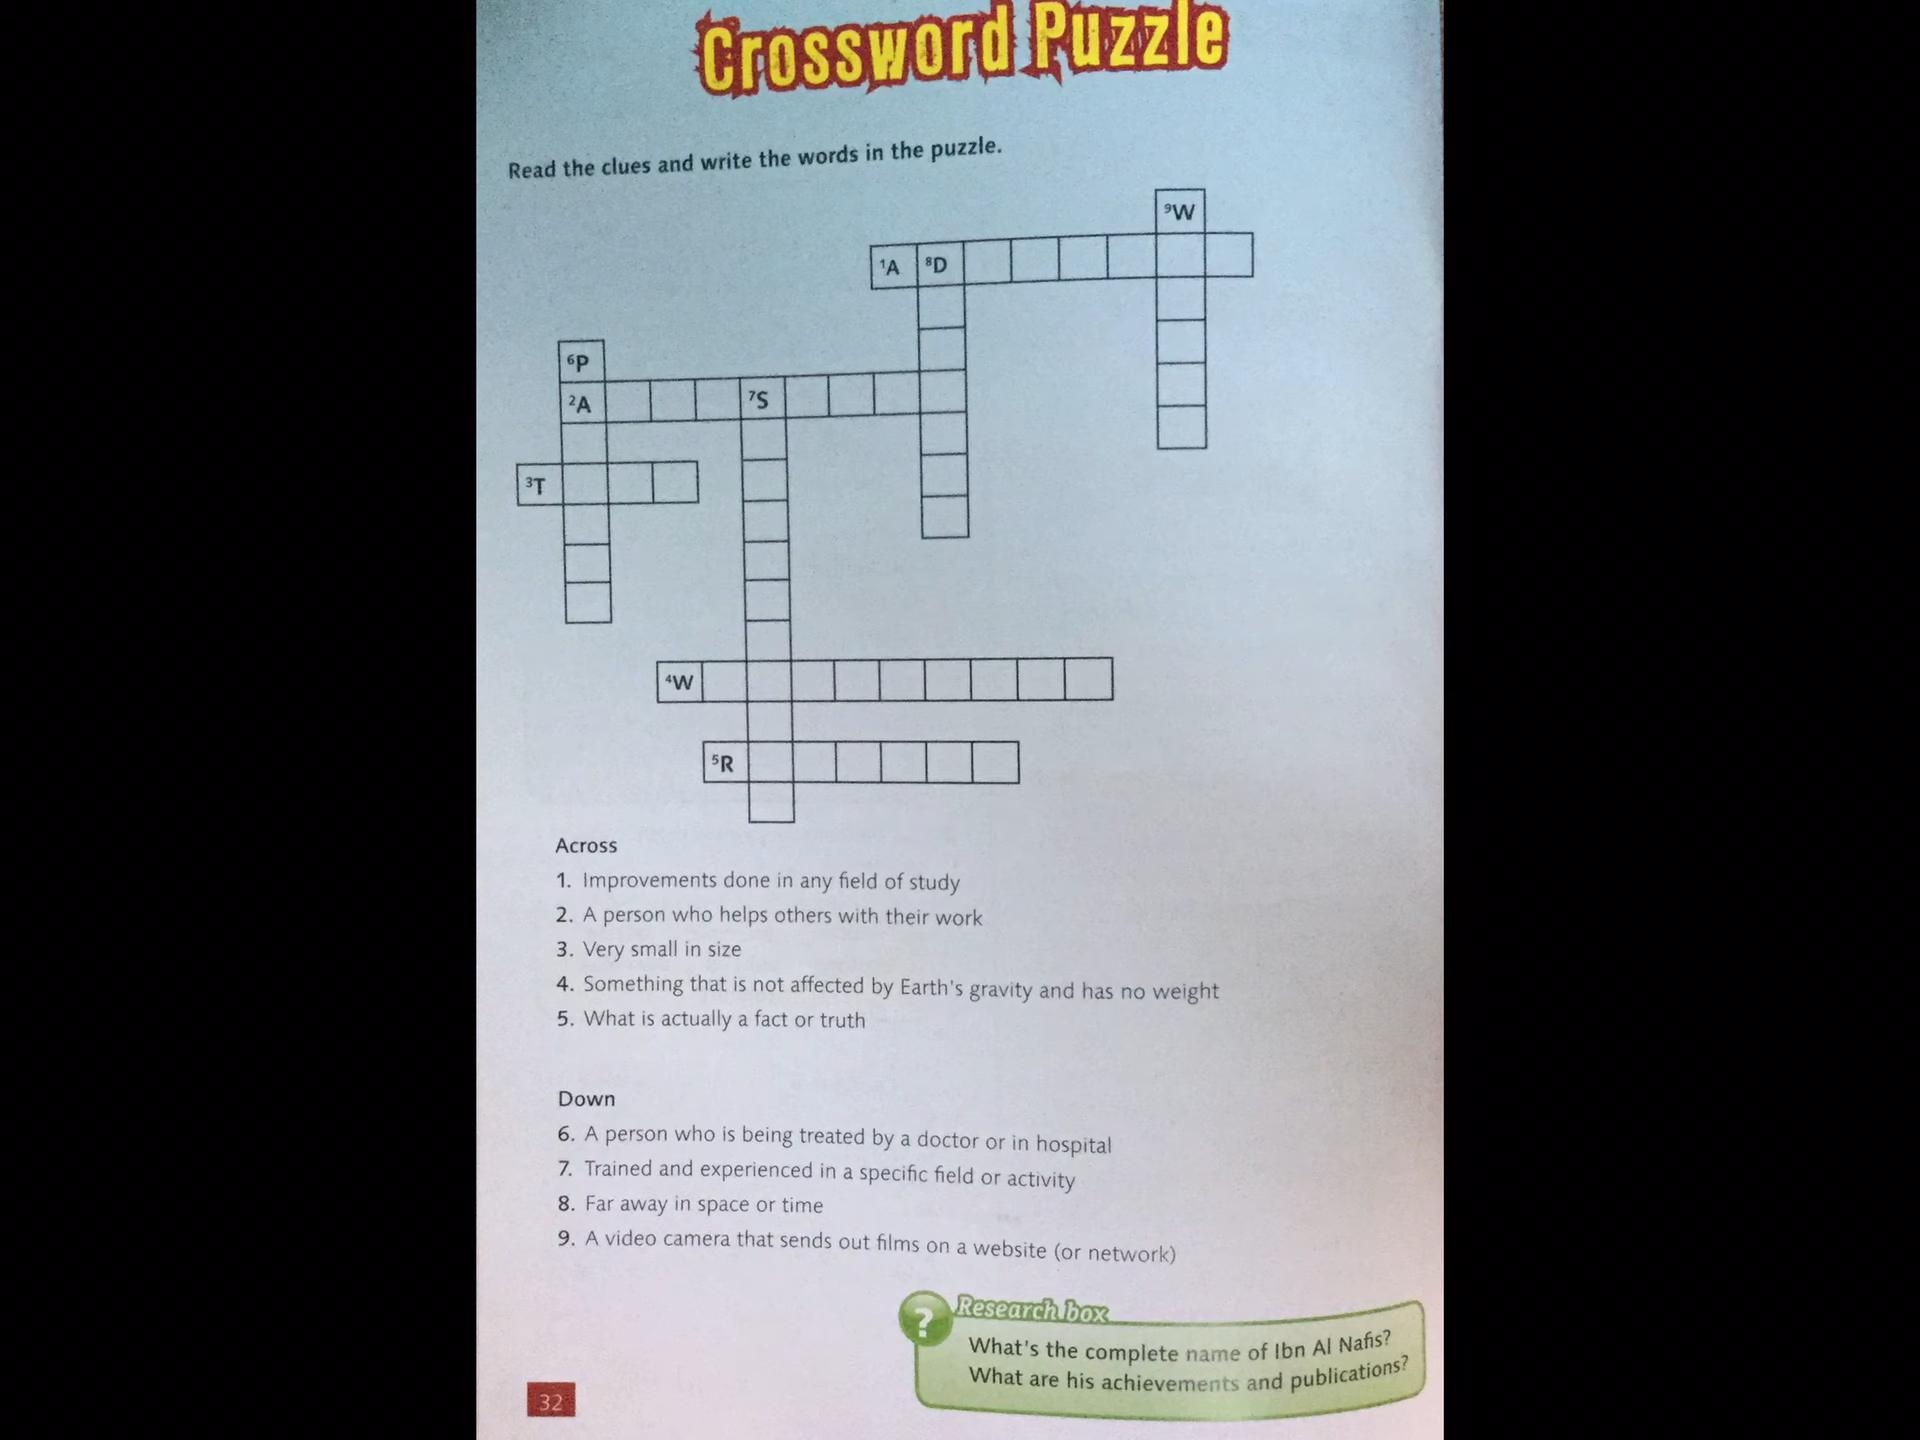 Crossword Puzzle
Read the clues and write the words in the puzzle.
9W
1A 8D
6P
2A 7S
3T
4W
5R
Across
1. Improvements done in any field of study
2. A person who helps others with their work
3. Very small in size
4. Something that is not affected by Earth's gravity and has no weight
5. What is actually a fact or truth
Down
6. A person who is being treated by a doctor or in hospital
7. Trained and experienced in a specific field or activity
8. Far away in space or time
9. A video camera that sends out films on a website (or network)
? Research box
What's the complete name of Ibn Al Nafis?
What are his achievements and publications?
32